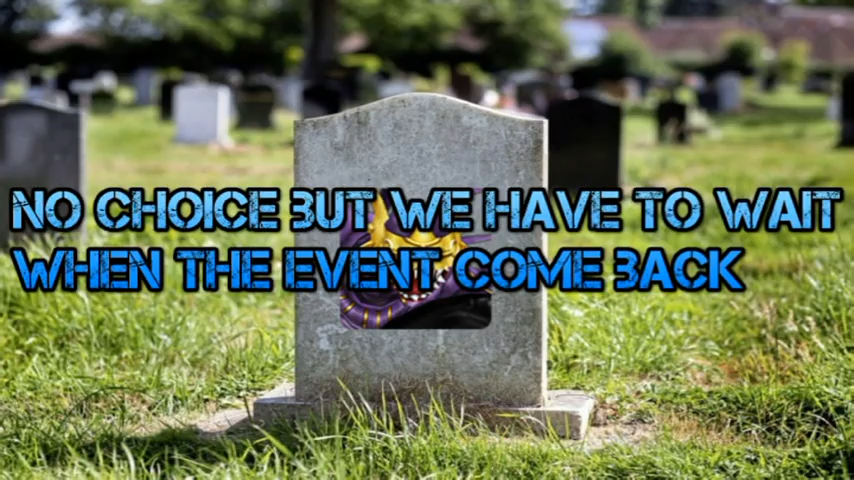 NO CHOICE BUT WE HAVE TO WAIT
WHEN THE EVENT COME BACK